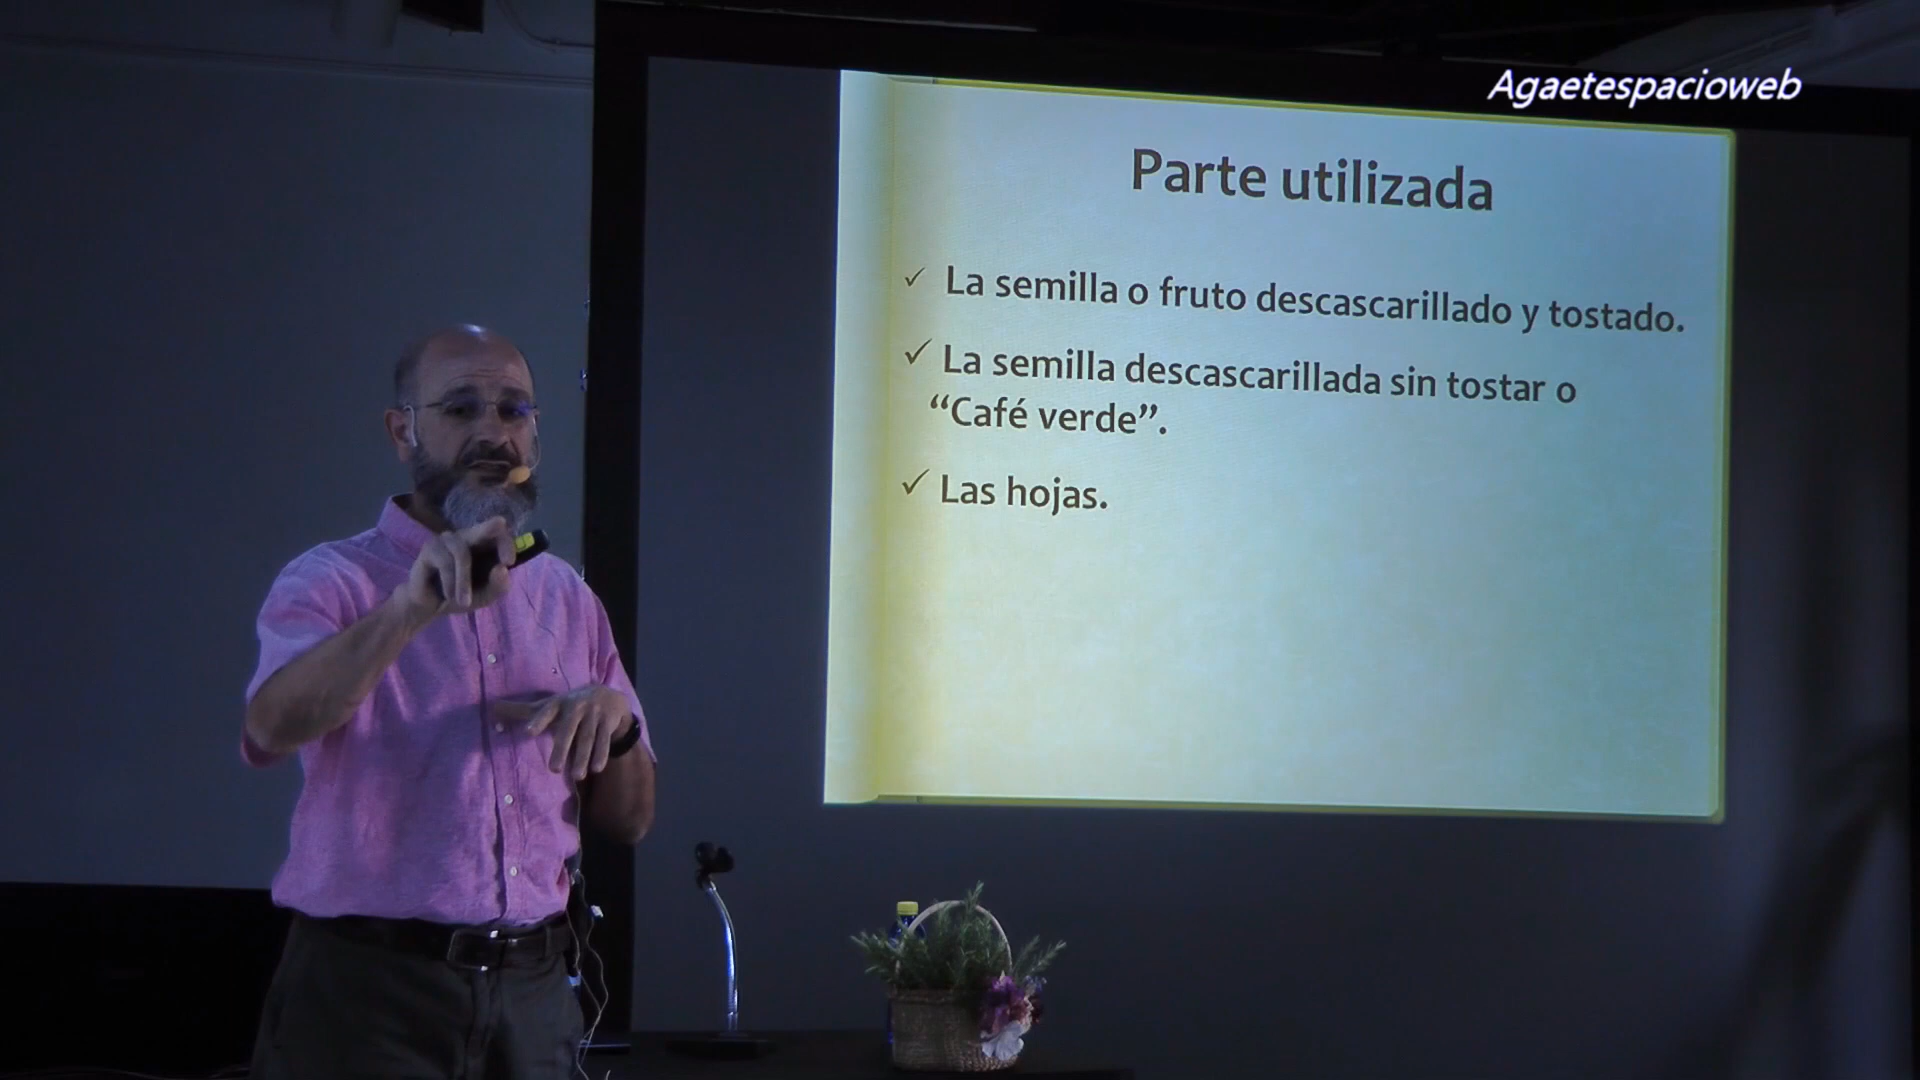 Agaetespacioweb
Parte utilizada
✓ La semilla o fruto descascarillado y tostado.
✓ La semilla descascarillada sin tostar o
“Café verde”.
✓ Las hojas.